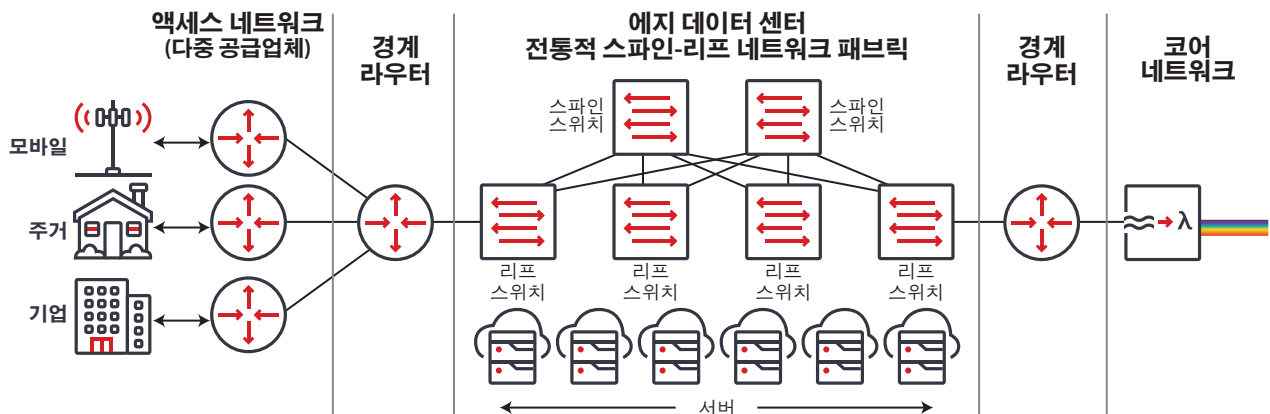 액세스 네트워크
(다중 공급업체)
경계
라우터
에지 데이터 센터
전통적 스파인-리프 네트워크 패브릭
경계
라우터
코어
네트워크
스파인
스위치
스파인
스위치
모바일
주거
기업
λ
리프
스위치
리프
스위치
리프
스위치
리프
스위치
서버